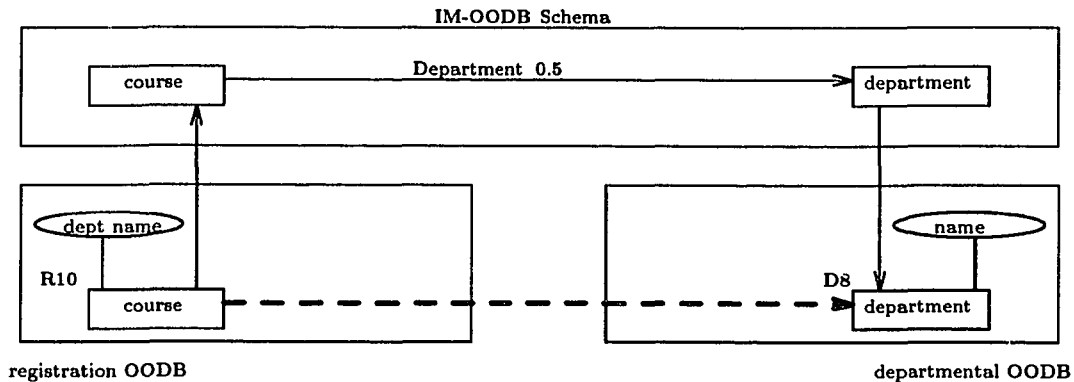 IM-OODB Schema
Department 0.5
course
department
dept name
name
R10
D8
course
department
registration OODB
departmental OODB